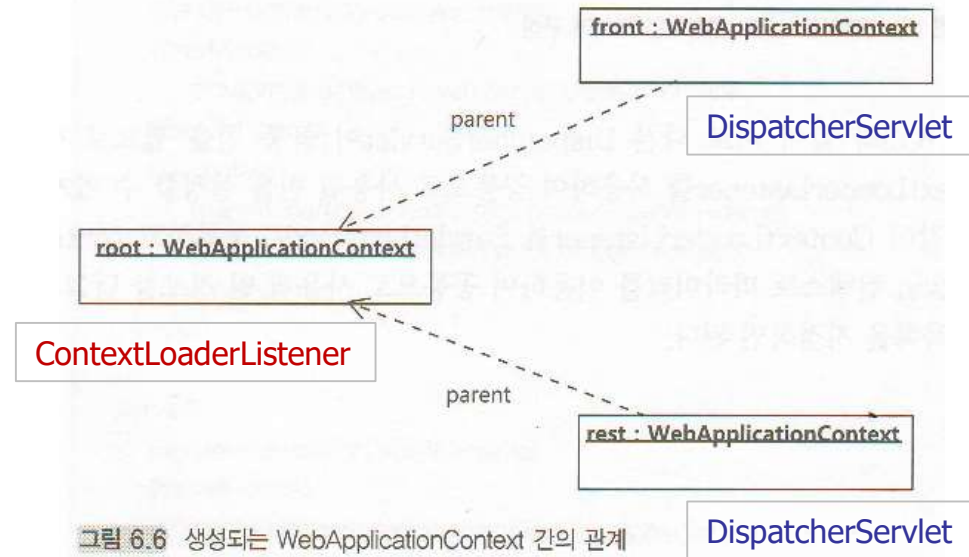 front : WebApplicationContext
DispatcherServlet
parent
root : WebApplicationContext
ContextLoaderListener
parent
rest : WebApplicationContext
DispatcherServlet
그림 6.6 생성되는 WebApplicationContext 간의 관계